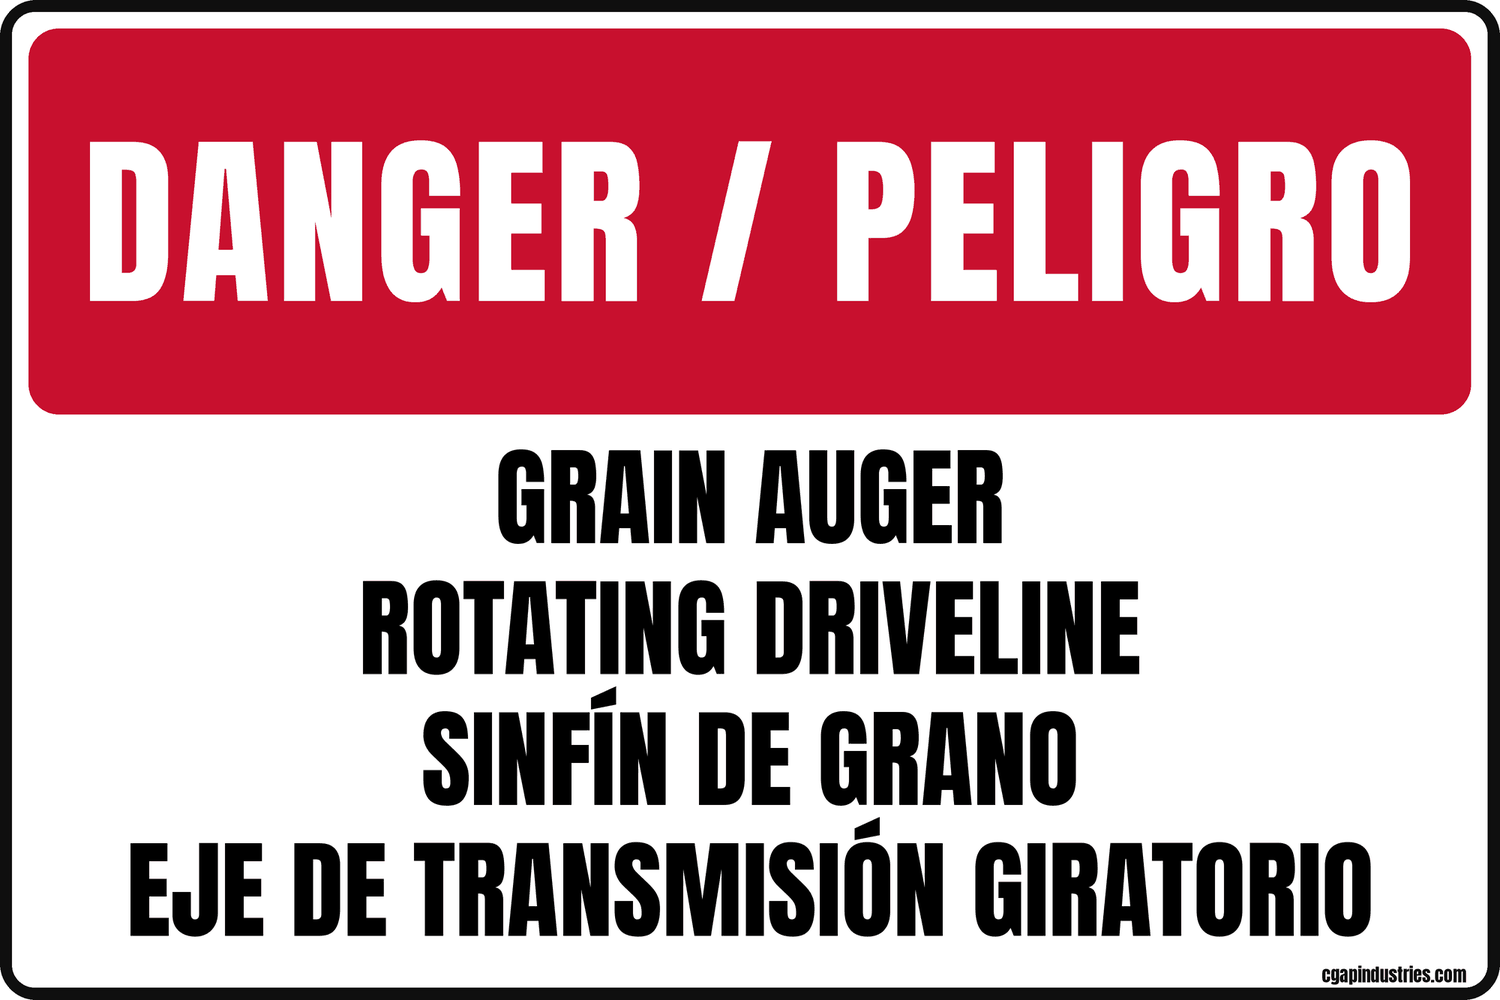 DANGER / PELIGRO
GRAIN AUGER
ROTATING DRIVELINE
SINFÍN DE GRANO
EJE DE TRANSMISIÓN GIRATORIO
cgapindustries.com